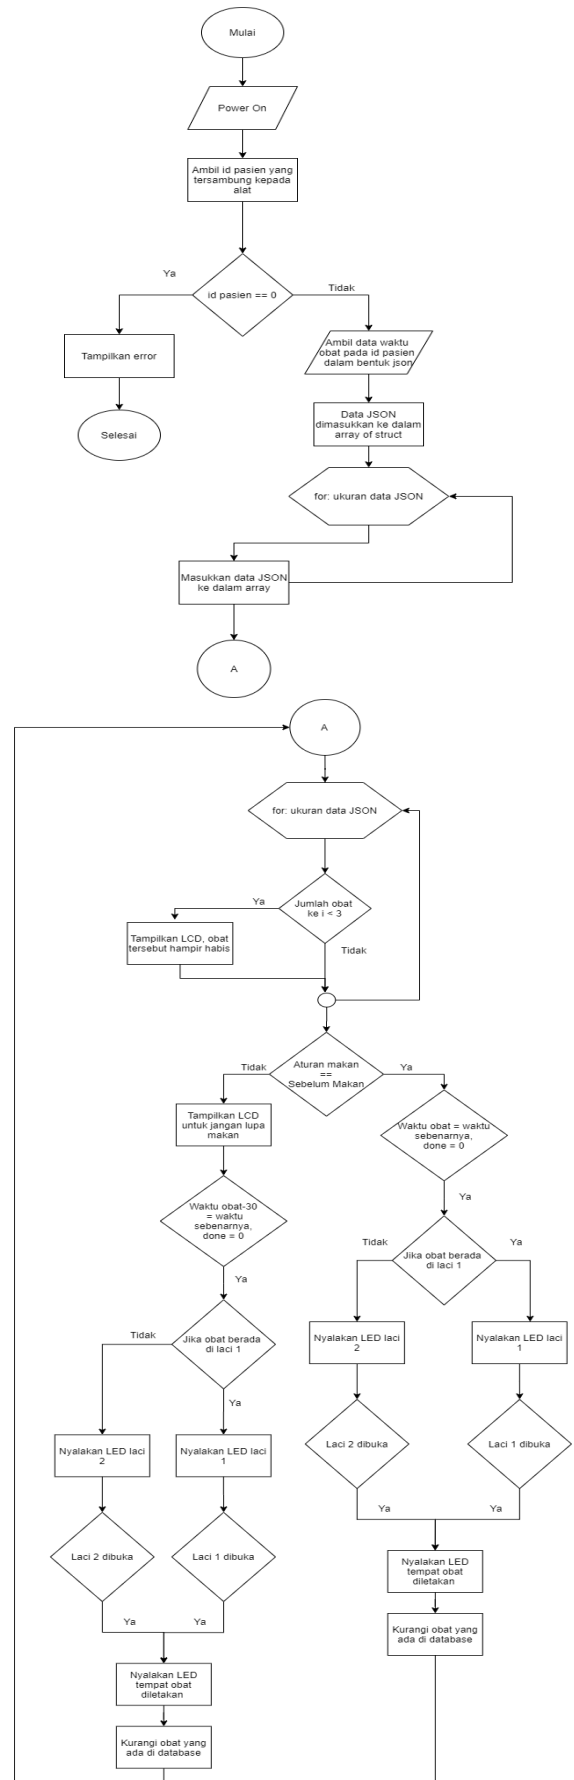 Mulai
Power On
Ambil id pasien yang
tersambung kepada
alat
id pasien == 0
Ya
Tidak
Tampilkan error
Selesai
Ambil data waktu
obat pada id pasien
dalam bentuk json
Data JSON
dimasukkan ke dalam
array of struct
for: ukuran data JSON
Masukkan data JSON
ke dalam array
A
A
for: ukuran data JSON
Jumlah obat
ke i < 3
Ya
Tidak
Tampilkan LCD, obat
tersebut hampir habis
Aturan makan
==
Sebelum Makan
Tidak
Ya
Tampilkan LCD
untuk jangan lupa
makan
Waktu obat-30
= waktu
sebenarnya,
done = 0
Ya
Jika obat berada
di laci 1
Tidak
Ya
Nyalakan LED laci
2
Nyalakan LED laci
1
Laci 2 dibuka
Laci 1 dibuka
Ya
Ya
Nyalakan LED
tempat obat
diletakan
Kurangi obat yang
ada di database
Waktu obat = waktu
sebenarnya,
done = 0
Ya
Jika obat berada
di laci 1
Tidak
Ya
Nyalakan LED laci
2
Nyalakan LED laci
1
Laci 2 dibuka
Laci 1 dibuka
Ya
Ya
Nyalakan LED
tempat obat
diletakan
Kurangi obat yang
ada di database